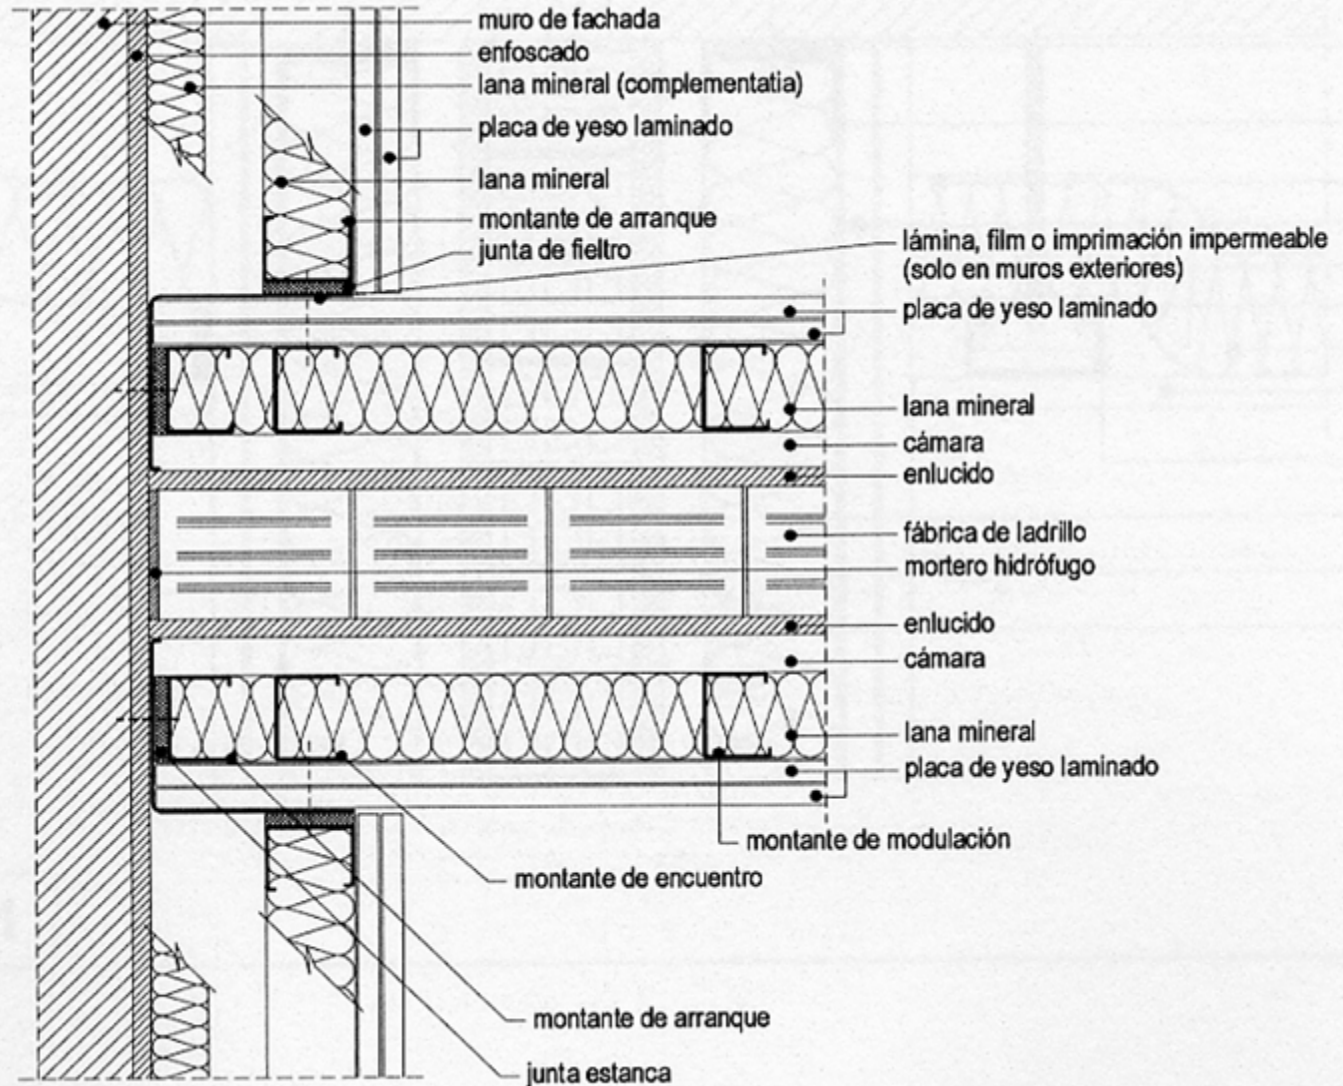 muro de fachada
enfoscado
lana mineral (complementatia)
placa de yeso laminado
lana mineral
montante de arranque
junta de fieltro
lámina, film o imprimación impermeable
(solo en muros exteriores)
placa de yeso laminado
lana mineral
cámara
enlucido
fábrica de ladrillo
mortero hidrófugo
enlucido
cámara
lana mineral
placa de yeso laminado
montante de modulación
montante de encuentro
montante de arranque
junta estanca